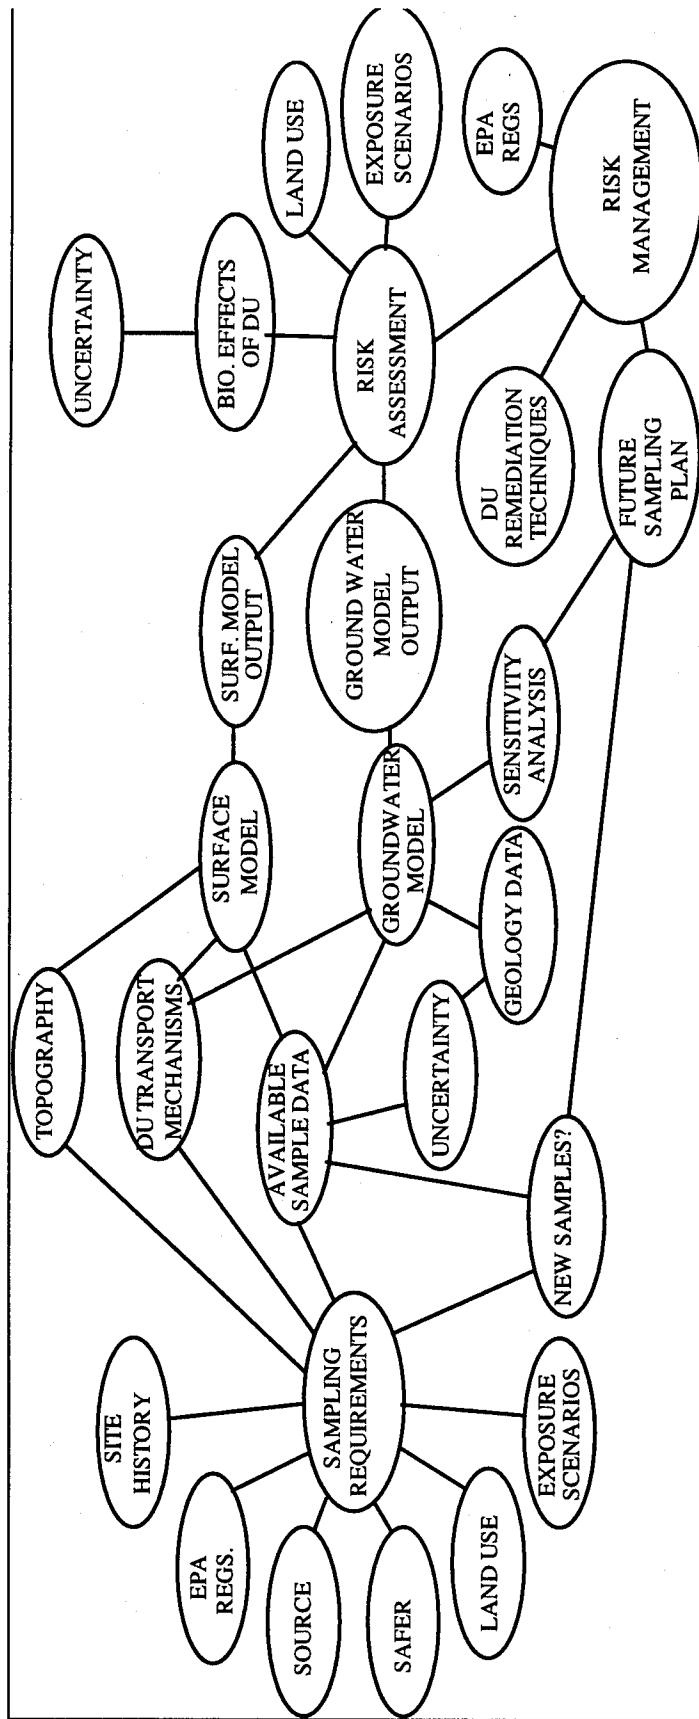 SITE
HISTORY
EPA
REGS.
SOURCE
SAFER
LAND USE
EXPOSURE
SCENARIOS
SAMPLING
REQUIREMENTS
TOPOGRAPHY
DU TRANSPORT
MECHANISMS
AVAILABLE
SAMPLE DATA
UNCERTAINTY
NEW SAMPLES?
SURFACE
MODEL
GROUNDWATER
MODEL
GEOLOGY DATA
SENSITIVITY
ANALYSIS
SURF. MODEL
OUTPUT
GROUND WATER
MODEL
OUTPUT
UNCERTAINTY
BIO. EFFECTS
OF DU
RISK
ASSESSMENT
LAND USE
EXPOSURE
SCENARIOS
DU
REMEDIATION
TECHNIQUES
FUTURE
SAMPLING
PLAN
EPA
REGS
RISK
MANAGEMENT